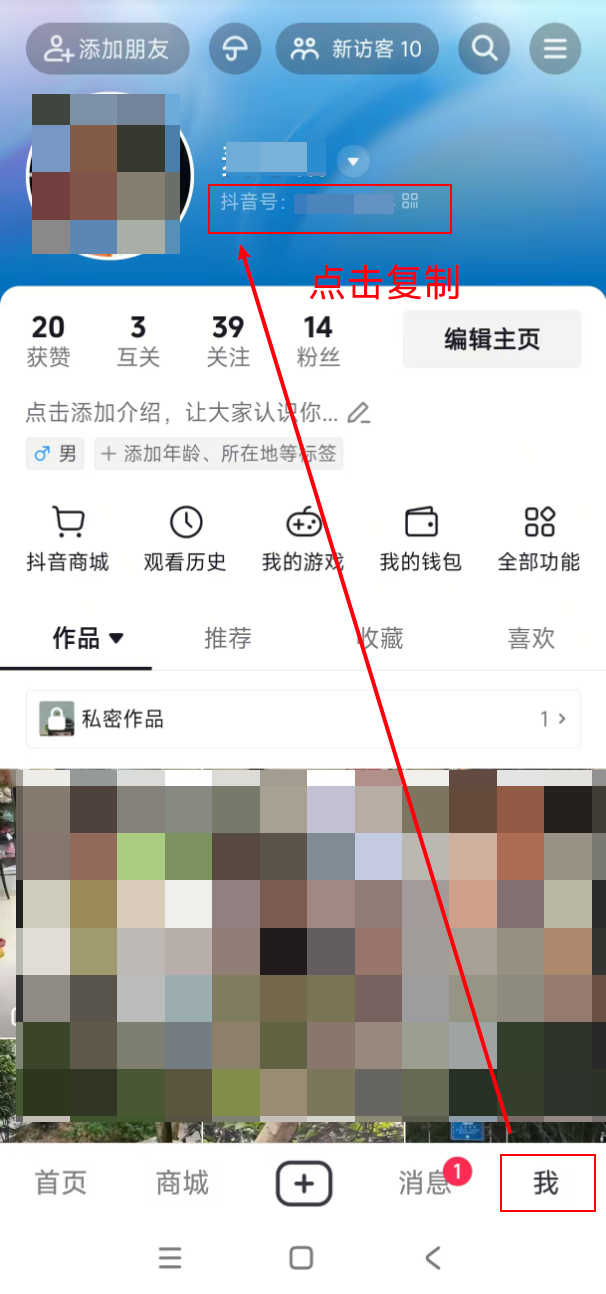 添加朋友
新访客 10
抖音号：
点击复制
20 获赞
3 互关
39 关注
14 粉丝
编辑主页
点击添加介绍，让大家认识你...
男
+ 添加年龄、所在地等标签
抖音商城
观看历史
我的游戏
我的钱包
全部功能
作品
推荐
收藏
喜欢
私密作品
1
首页
商城
消息
1
我